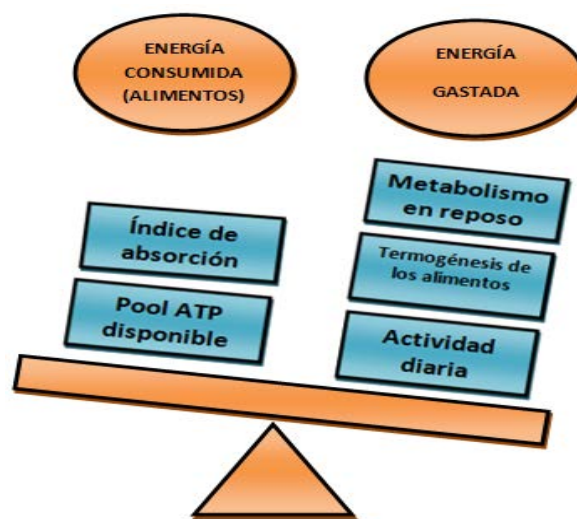 ENERGÍA
CONSUMIDA
(ALIMENTOS)
ENERGÍA
GASTADA
Índice de
absorción
Pool ATP
disponible
Metabolismo
en reposo
Termogénesis de
los alimentos
Actividad
diaria